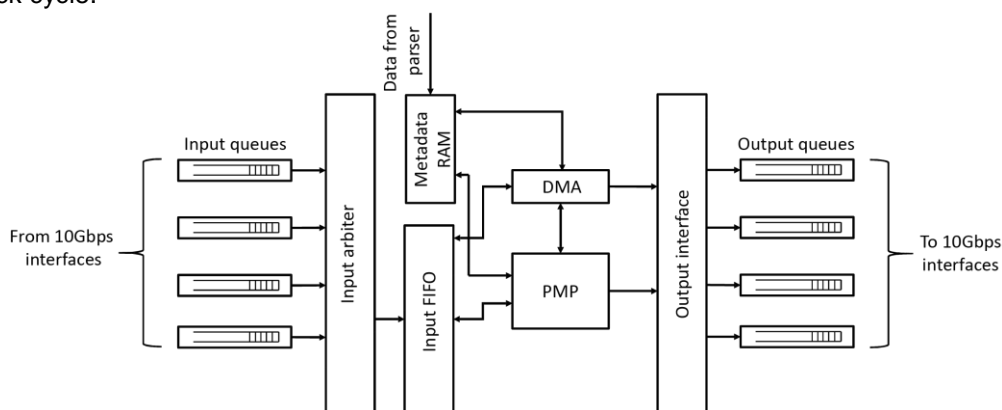 ck cycle.
Data from
parser
Input queues
Metadata
RAM
Output queues
DMA
From 10Gbps
interfaces
Input arbiter
Input FIFO
PMP
Output interface
To 10Gbps
interfaces